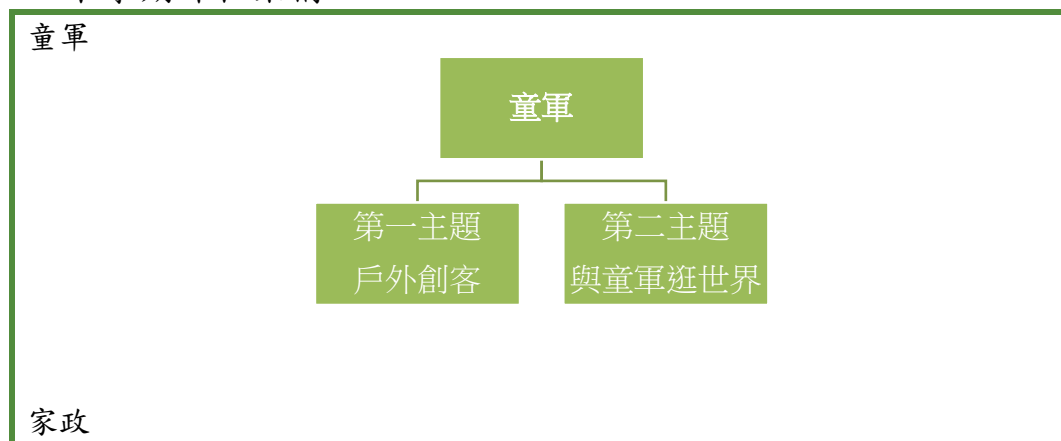 童軍
童軍
第一主題
戶外創客
第二主題
與童軍逛世界
家政